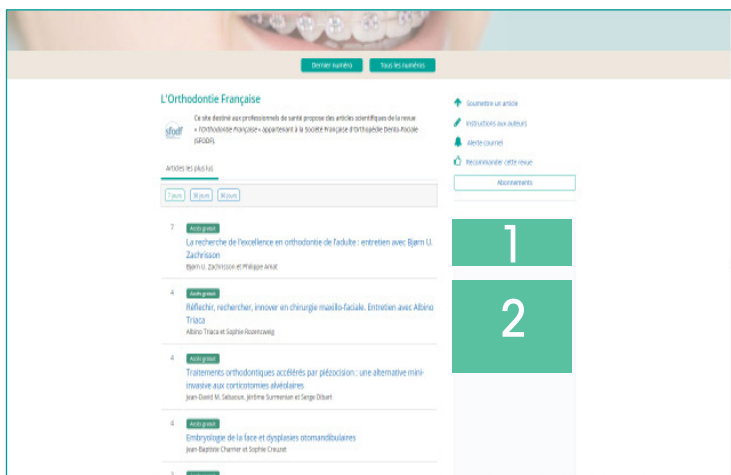 Dernier numéro
Tous les numéros
L'Orthodontie Française
Ce site destiné aux professionnels de santé propose des articles scientifiques de la revue
sfodf
« l'Orthodontie Française » appartenant à la Société Française d'Orthopédie Dento-Faciale
(SFODF).
Articles les plus lus
7 jours
30 jours
90 jours
7
Accès gratuit
La recherche de l'excellence en orthodontie de l'adulte : entretien avec Bjørn U.
Zachrisson
Bjørn U. Zachrisson et Philippe Amat
4
Accès gratuit
Réflechir, rechercher, innover en chirurgie maxillo-faciale. Entretien avec Albino
Triaca
Albino Triaca et Sophie Rozencweig
4
Accès gratuit
Traitements orthodontiques accélérés par piézocision : une alternative mini-
invasive aux corticotomies alvéolaires
Jean-David M. Sebaoun, Jérôme Surmenian et Serge Dibart
4
Accès gratuit
Embryologie de la face et dysplasies otomandibulaires
Jean-Baptiste Charrier et Sophie Creuzet
Soumettre un article
Instructions aux auteurs
Alerte courriel
Recommander cette revue
Abonnements
1
2